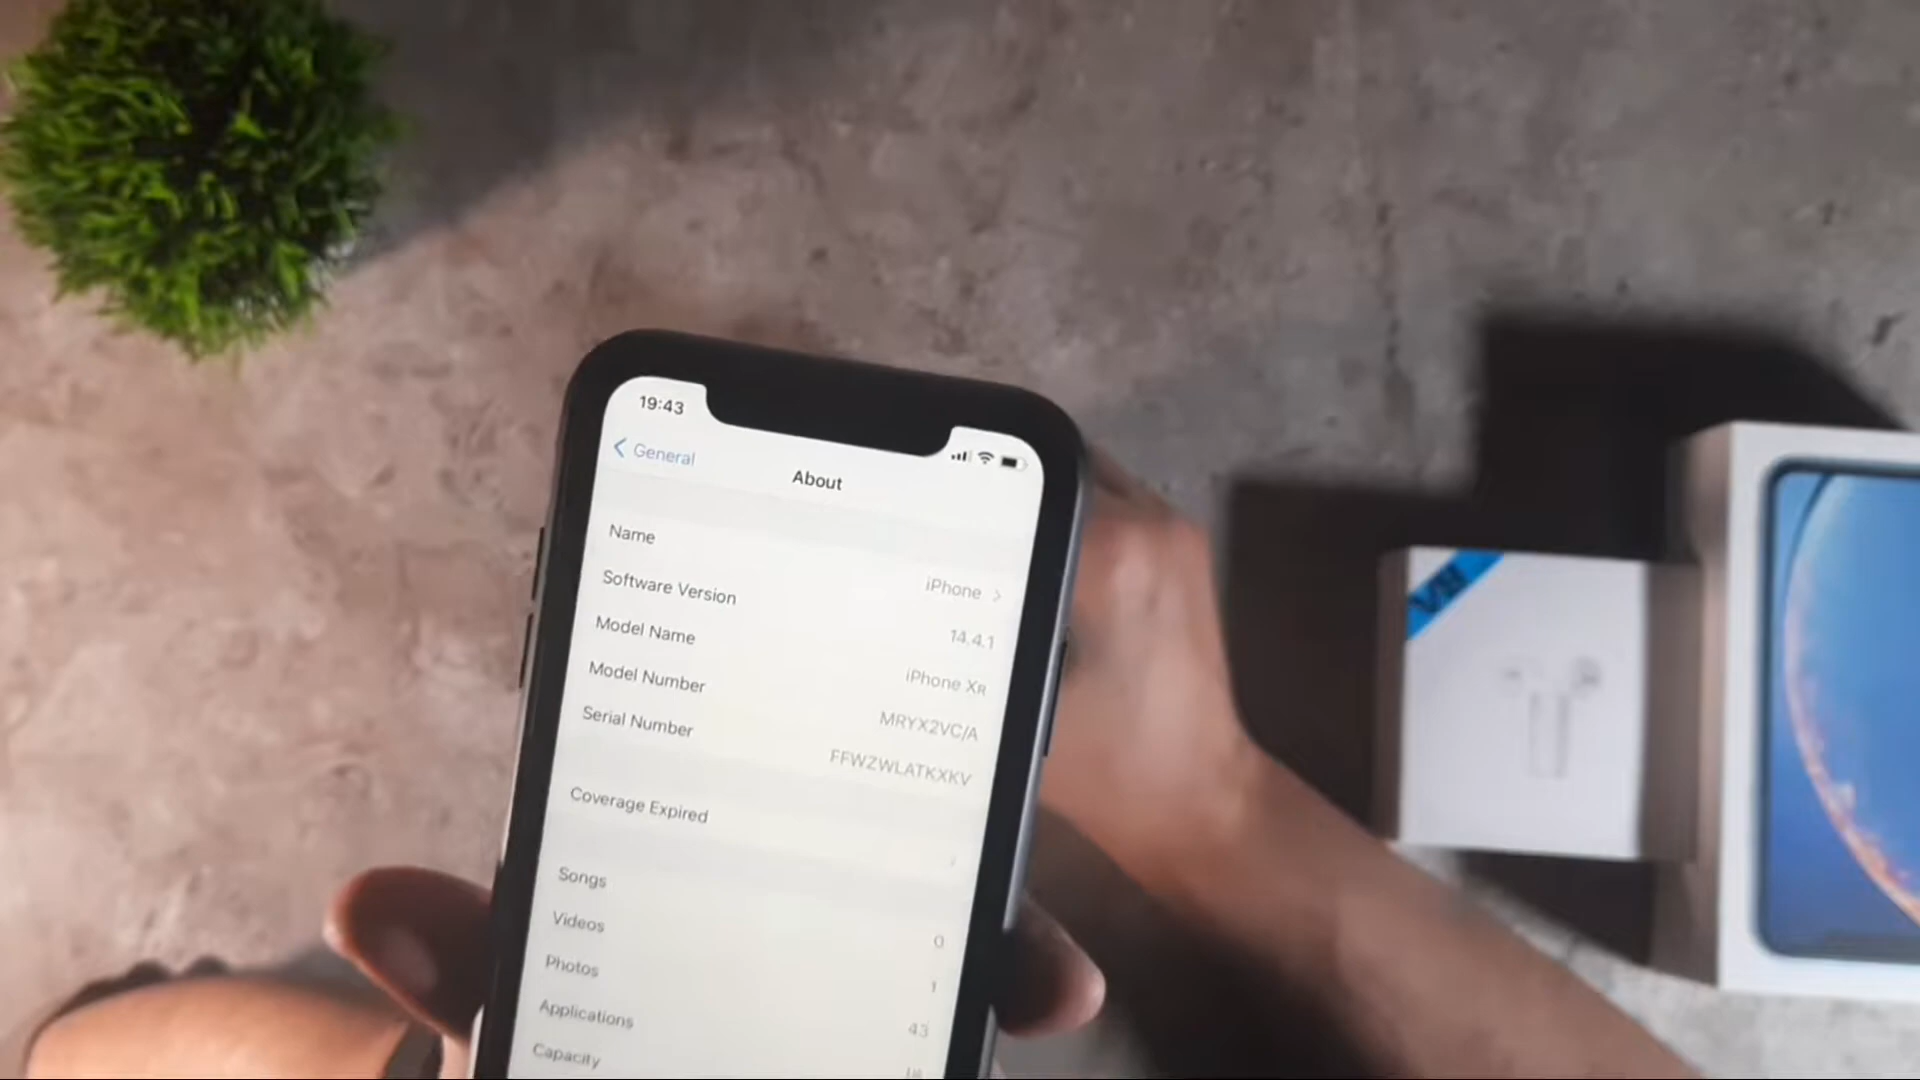 19:43
General
About
Name
iPhone
Software Version
14.4.1
Model Name
iPhone XR
Model Number
MRYX2VC/A
Serial Number
FFWZWLATKXKV
Coverage Expired
Songs
0
Videos
1
Photos
43
Applications
Capacity